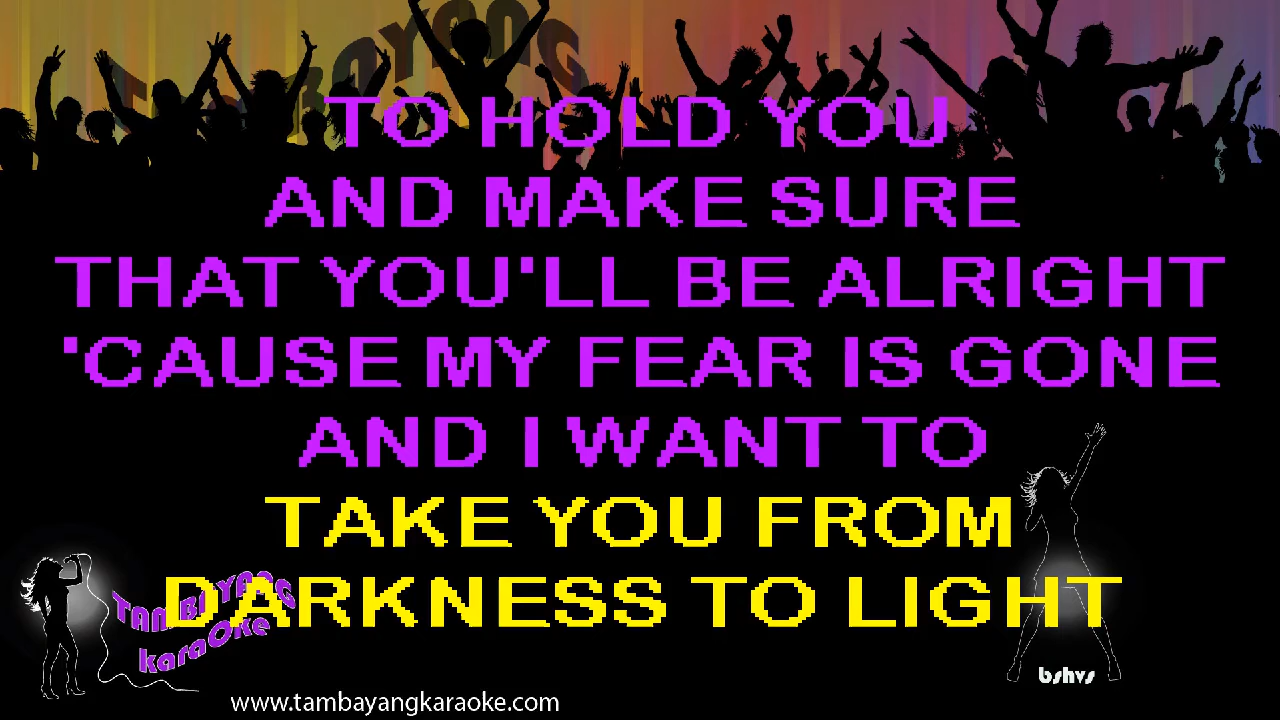 TAMBAYANG
TO HOLD YOU
AND MAKE SURE
THAT YOU'LL BE ALRIGHT
'CAUSE MY FEAR IS GONE
AND I WANT TO
TAKE YOU FROM
DARKNESS TO LIGHT
TAMBAYANG
karaOke
bshvs
www.tambayangkaraoke.com